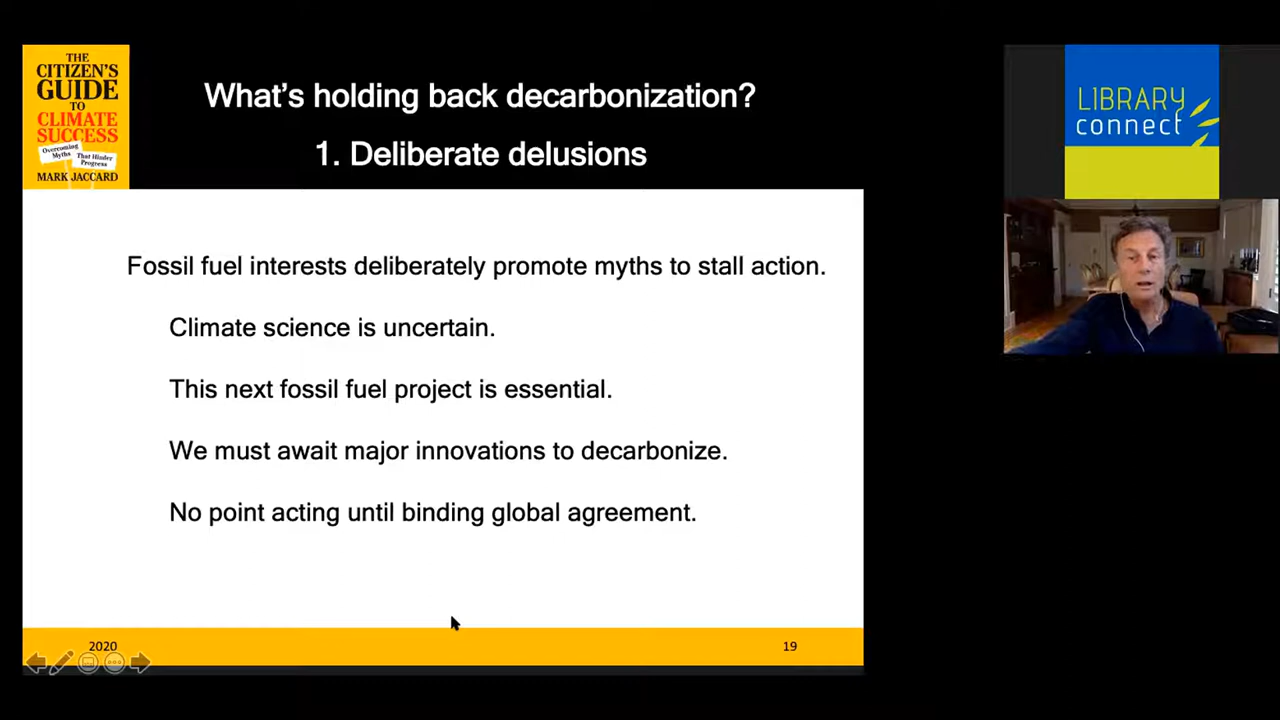 THE
CITIZEN'S
GUIDE
TO
CLIMATE
SUCCESS
Overcoming
Myths
That Hinder
Progress
MARK JACCARD
What's holding back decarbonization?
1. Deliberate delusions
LIBRARY
connect
Fossil fuel interests deliberately promote myths to stall action.
Climate science is uncertain.
This next fossil fuel project is essential.
We must await major innovations to decarbonize.
No point acting until binding global agreement.
2020
19